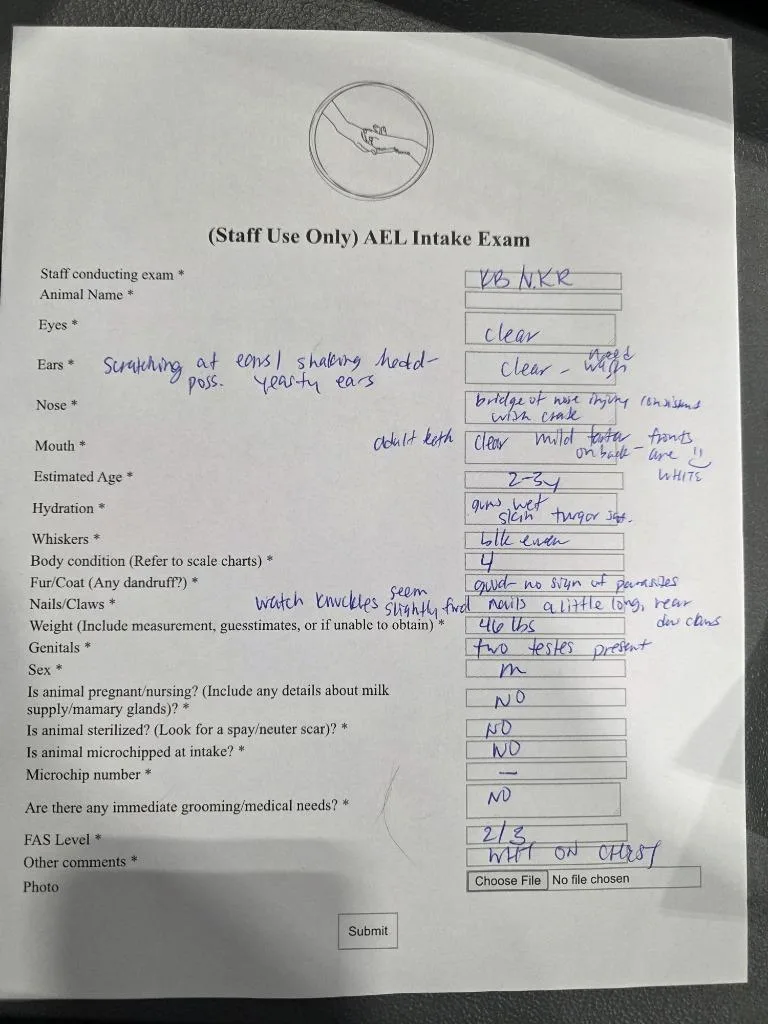 (Staff Use Only) AEL Intake Exam
Staff conducting exam * KB N.KR
Animal Name *
Eyes * clear
Ears * Scratching at ears/ shaking head - poss. yeasty ears clear - need wash
Nose * bridge of nose injury consistent
with crate
Mouth * adult teeth clear mild tartar on back - fronts are WHITE
Estimated Age * 2-3y
Hydration * gums wet
skin turgor
Whiskers * blk even
Body condition (Refer to scale charts) * 4
Fur/Coat (Any dandruff?) * good - no sign of parasites
Nails/Claws * watch knuckles seem slightly fwd nails a little long, rear dew claws
Weight (Include measurement, guesstimates, or if unable to obtain) * 46 lbs
Genitals * two testes present
Sex * m
Is animal pregnant/nursing? (Include any details about milk
supply/mamary glands)? * NO
Is animal sterilized? (Look for a spay/neuter scar)? * NO
Is animal microchipped at intake? * NO
Microchip number * —
Are there any immediate grooming/medical needs? * NO
FAS Level * 2/3
Other comments * WHT ON CHEST
Photo Choose File No file chosen
Submit